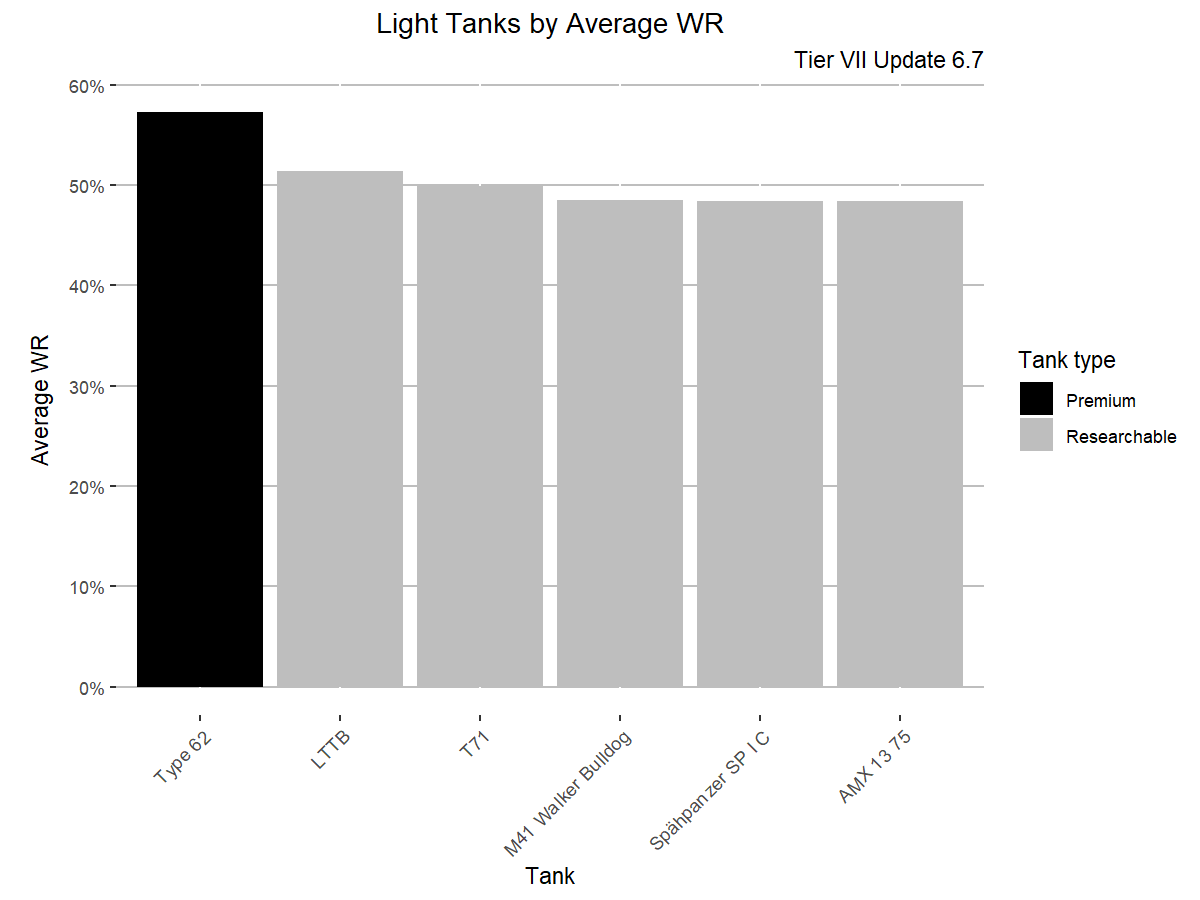 Light Tanks by Average WR
Tier VII Update 6.7
60%
50%
40%
30%
20%
10%
0%
Average WR
Type 62
LTTB
T71
M41 Walker Bulldog
Spähpanzer SP I C
AMX 13 75
Tank
Tank type
Premium
Researchable